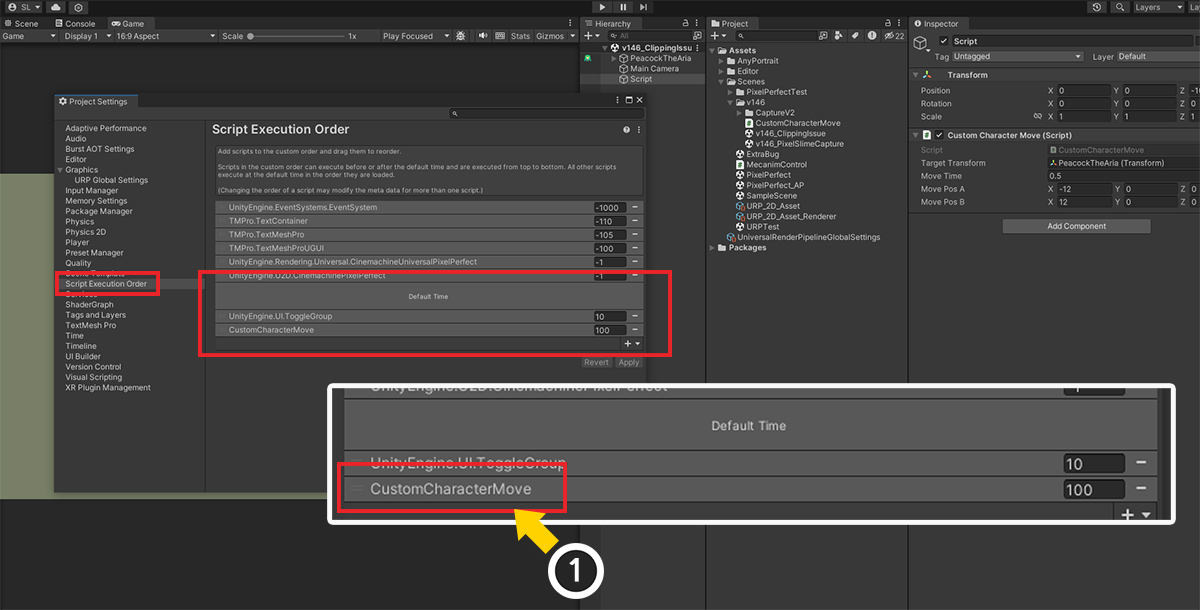 SL
Layers
La
Scene
Console
Game
Hierarchy
Project
Inspector
Game
Display 1
16:9 Aspect
Scale
1x
Play Focused
Stats
Gizmos
All
22
v146_ClippingIssu
PeacockTheAria
Main Camera
Script
Assets
AnyPortrait
Editor
Scenes
PixelPerfectTest
v146
CaptureV2
CustomCharacterMove
v146_ClippingIssue
v146_PixelSlimeCapture
ExtraBug
MecanimControl
PixelPerfect
PixelPerfect_AP
SampleScene
URP_2D_Asset
URP_2D_Asset_Renderer
URPTest
UniversalRenderPipelineGlobalSettings
Packages
Script
Tag Untagged
Layer Default
Transform
Position X 0 Y 0 Z -10
Rotation X 0 Y 0 Z 0
Scale X 1 Y 1 Z 1
Custom Character Move (Script)
Script CustomCharacterMove
Target Transform PeacockTheAria (Transform)
Move Time 0.5
Move Pos A X -12 Y 0 Z 0
Move Pos B X 12 Y 0 Z 0
Add Component
Project Settings
Adaptive Performance
Audio
Burst AOT Settings
Editor
Graphics
URP Global Settings
Input Manager
Memory Settings
Package Manager
Physics
Physics 2D
Player
Preset Manager
Quality
Scene Template
Script Execution Order
Services
ShaderGraph
Tags and Layers
TextMesh Pro
Time
Timeline
UI Builder
Version Control
Visual Scripting
XR Plugin Management
Script Execution Order
Add scripts to the custom order and drag them to reorder.
Scripts in the custom order can execute before or after the default time and are executed from top to bottom. All other scripts
execute at the default time in the order they are loaded.
(Changing the order of a script may modify the meta data for more than one script.)
UnityEngine.EventSystems.EventSystem -1000
TMPro.TextContainer -110
TMPro.TextMeshPro -105
TMPro.TextMeshProUGUI -100
UnityEngine.Rendering.Universal.CinemachineUniversalPixelPerfect -1
UnityEngine.U2D.CinemachinePixelPerfect -1
Default Time
UnityEngine.UI.ToggleGroup 10
CustomCharacterMove 100
Revert Apply
UnityEngine.U2D.CinemachinePixelPerfect -1
Default Time
UnityEngine.UI.ToggleGroup 10
CustomCharacterMove 100
1